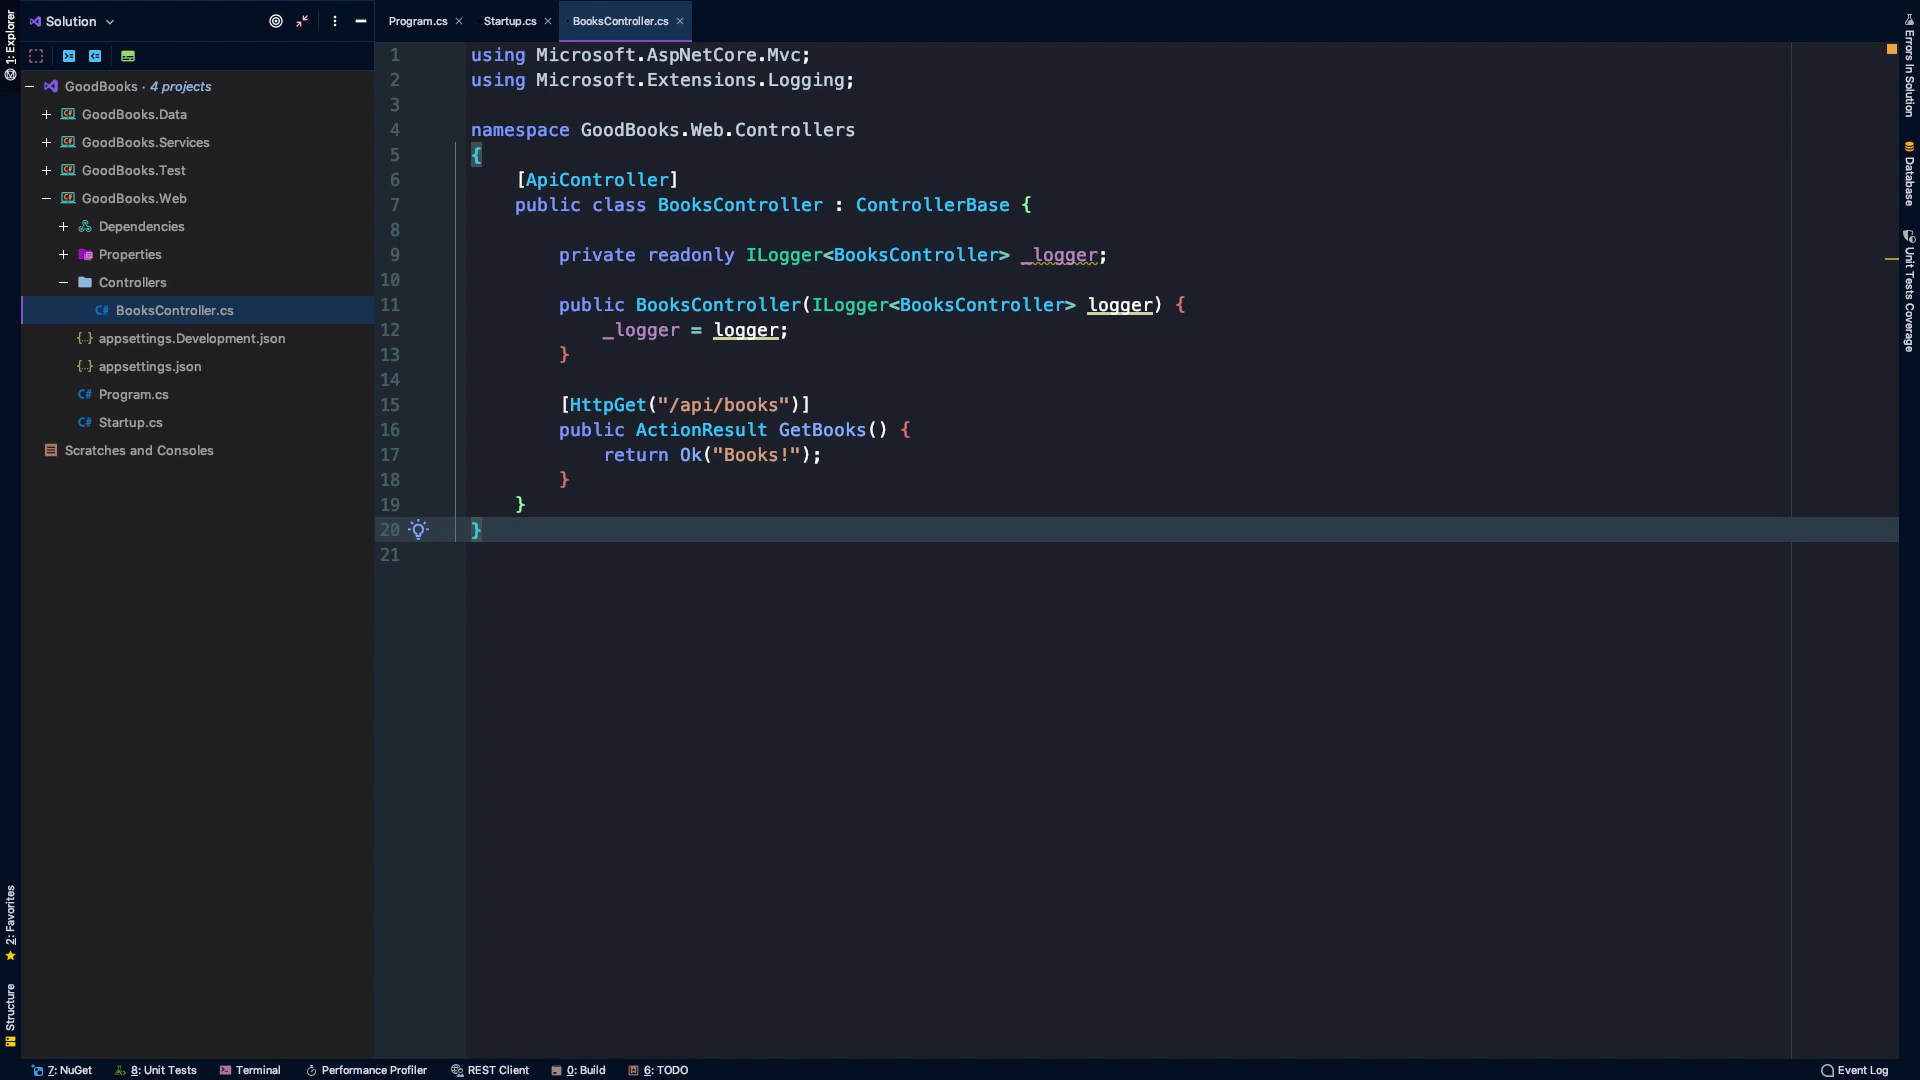 Solution
1: Explorer
GoodBooks · 4 projects
GoodBooks.Data
GoodBooks.Services
GoodBooks.Test
GoodBooks.Web
Dependencies
Properties
Controllers
C# BooksController.cs
{..} appsettings.Development.json
{..} appsettings.json
C# Program.cs
C# Startup.cs
Scratches and Consoles
2: Favorites
Structure
Program.cs
Startup.cs
BooksController.cs
1 using Microsoft.AspNetCore.Mvc;
2 using Microsoft.Extensions.Logging;
3
4 namespace GoodBooks.Web.Controllers
5 {
6 [ApiController]
7 public class BooksController : ControllerBase {
8
9 private readonly ILogger<BooksController> _logger;
10
11 public BooksController(ILogger<BooksController> logger) {
12 _logger = logger;
13 }
14
15 [HttpGet("/api/books")]
16 public ActionResult GetBooks() {
17 return Ok("Books!");
18 }
19 }
20 }
21
Errors In Solution
Database
Unit Tests Coverage
7: NuGet
8: Unit Tests
Terminal
Performance Profiler
REST Client
0: Build
6: TODO
Event Log